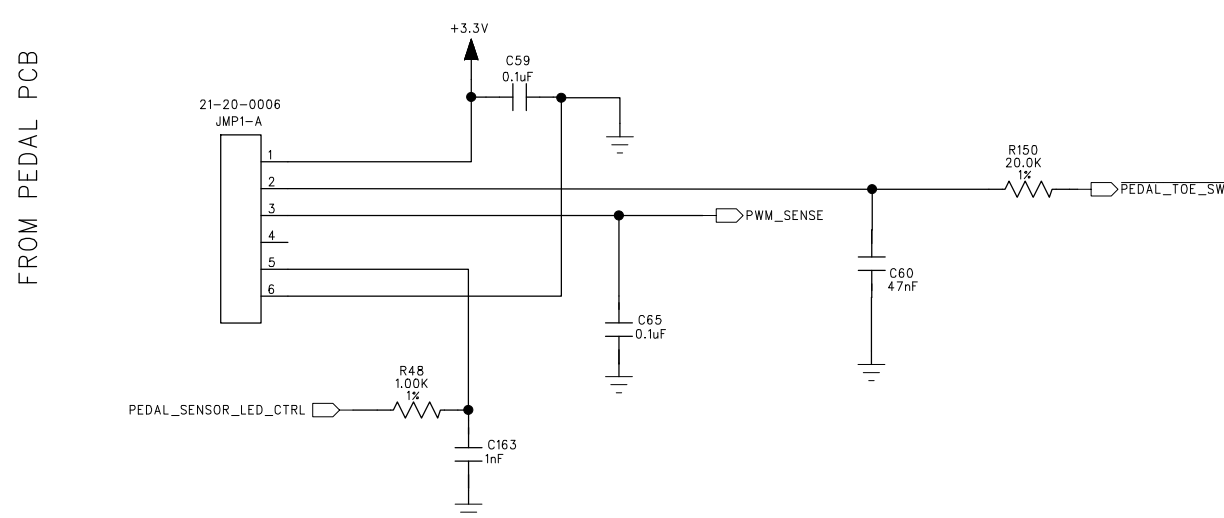 FROM PEDAL PCB
+3.3V
C59
0.1uF
21-20-0006
JMP1-A
1
2
3
4
5
6
R150
20.0K
1%
PEDAL_TOE_SW
PWM_SENSE
C60
47nF
C65
0.1uF
R48
1.00K
1%
PEDAL_SENSOR_LED_CTRL
C163
1nF